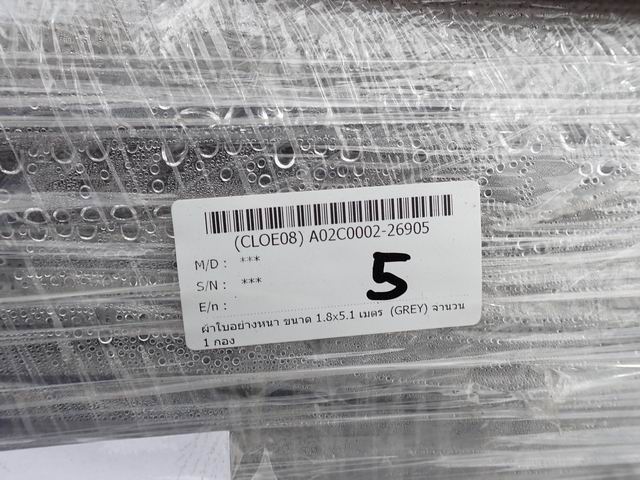 (CLOE08) A02C0002-26905
M/D : ***
S/N : ***
E/n :
5
ผ้าใบอย่างหนา ขนาด 1.8x5.1 เมตร (GREY) จำนวน
1 กอง